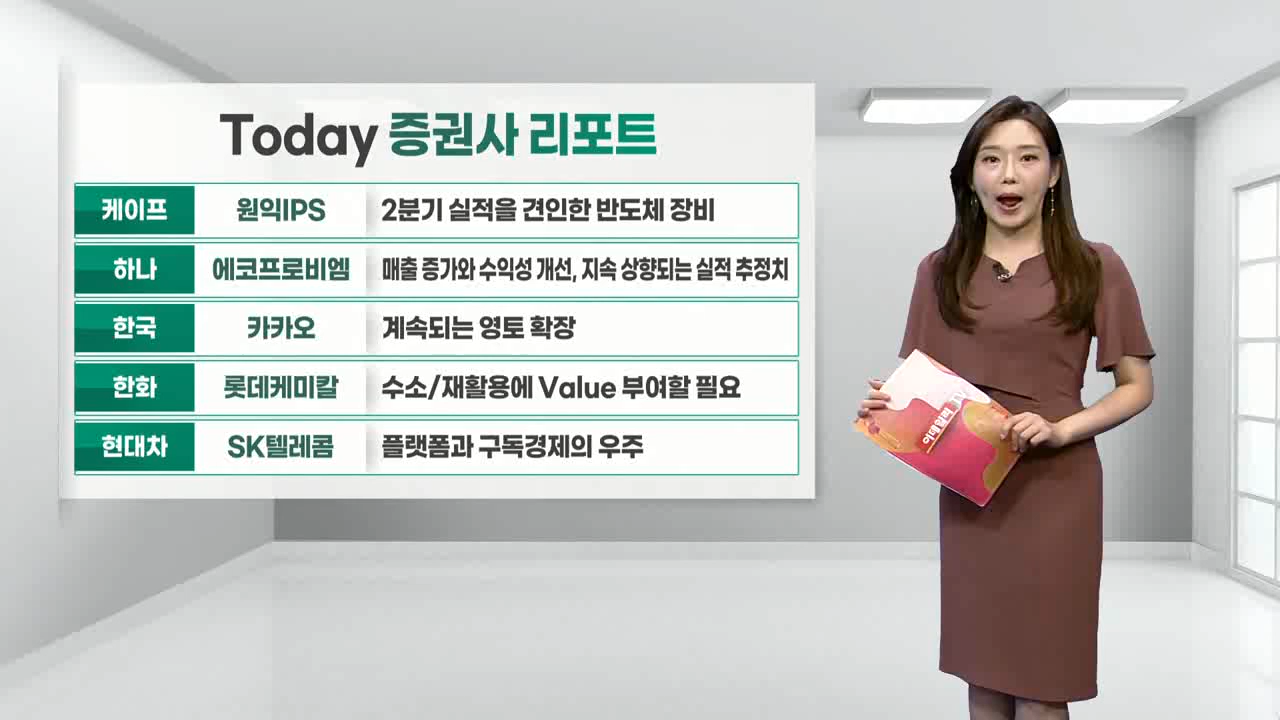 Today 증권사 리포트
케이프 원익IPS 2분기 실적을 견인한 반도체 장비
하나 에코프로비엠 매출 증가와 수익성 개선, 지속 상향되는 실적 추정치
한국 카카오 계속되는 영토 확장
한화 롯데케미칼 수소/재활용에 Value 부여할 필요
현대차 SK텔레콤 플랫폼과 구독경제의 우주
이데일리 TV